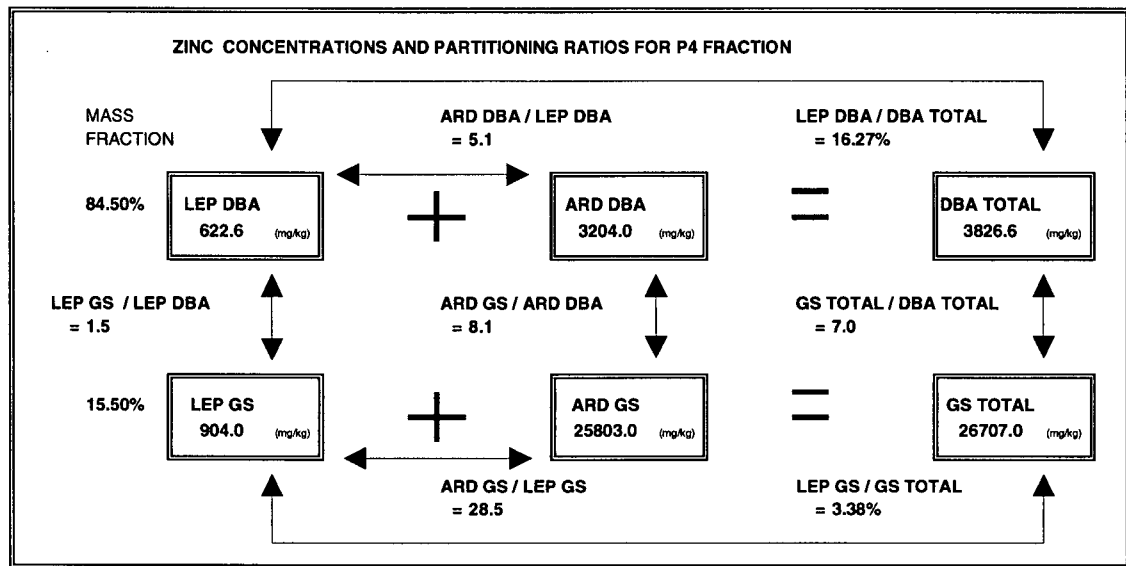 ZINC CONCENTRATIONS AND PARTITIONING RATIOS FOR P4 FRACTION
MASS
FRACTION
ARD DBA / LEP DBA
= 5.1
LEP DBA / DBA TOTAL
= 16.27%
84.50%
LEP DBA
622.6 (mg/kg)
+
ARD DBA
3204.0 (mg/kg)
=
DBA TOTAL
3826.6 (mg/kg)
LEP GS / LEP DBA
= 1.5
ARD GS / ARD DBA
= 8.1
GS TOTAL / DBA TOTAL
= 7.0
15.50%
LEP GS
904.0 (mg/kg)
+
ARD GS
25803.0 (mg/kg)
=
GS TOTAL
26707.0 (mg/kg)
ARD GS / LEP GS
= 28.5
LEP GS / GS TOTAL
= 3.38%